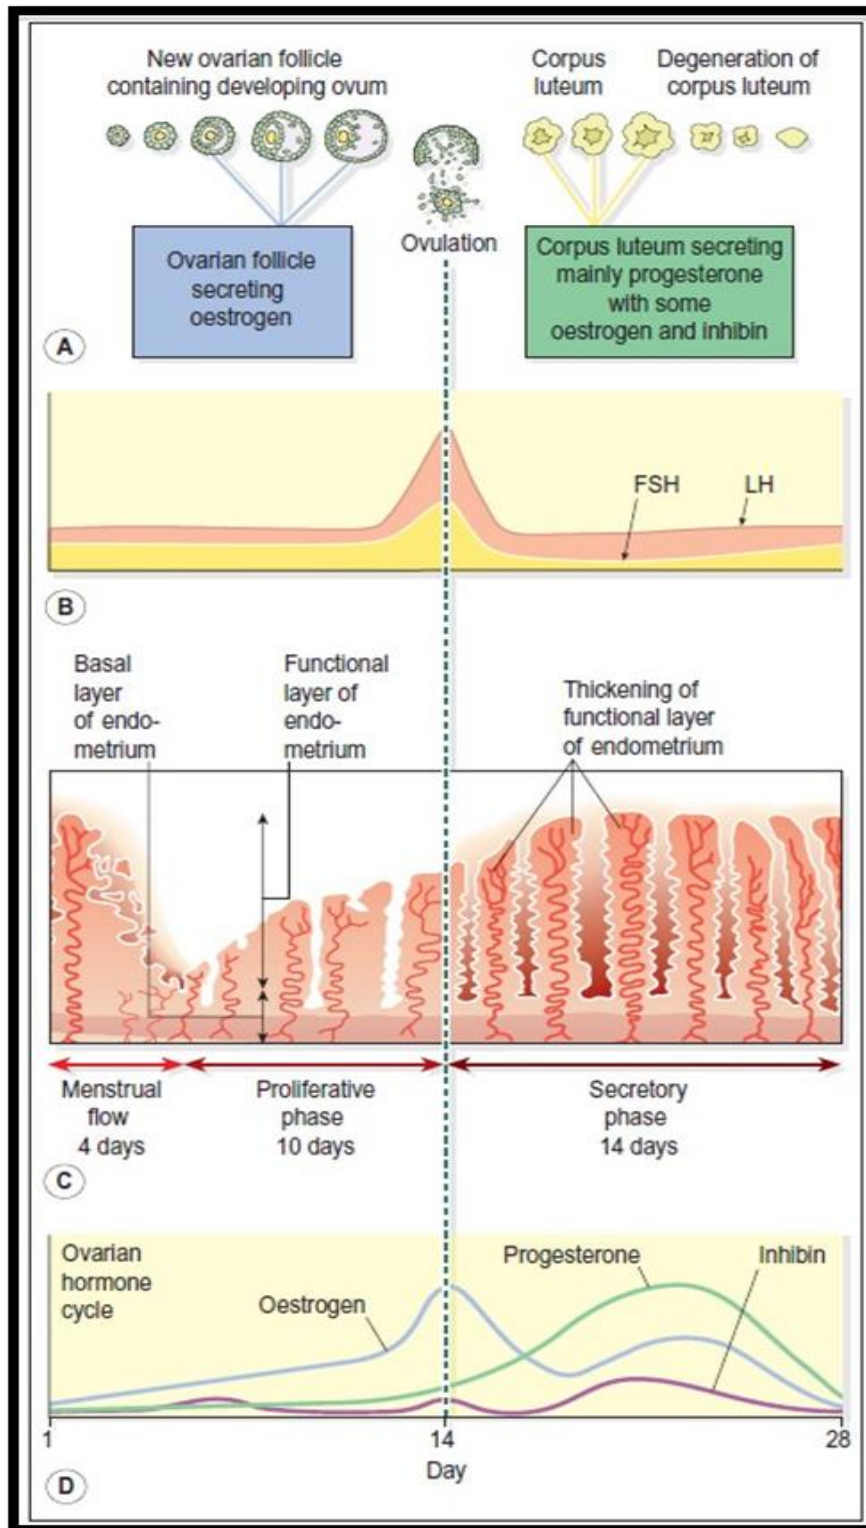 New ovarian follicle
containing developing ovum
Corpus
luteum
Degeneration of
corpus luteum
Ovulation
Ovarian follicle
secreting
oestrogen
Corpus luteum secreting
mainly progesterone
with some
oestrogen and inhibin
A
FSH
LH
B
Basal
layer
of endo-
metrium
Functional
layer of
endo-
metrium
Thickening of
functional layer
of endometrium
Menstrual
flow
4 days
Proliferative
phase
10 days
Secretory
phase
14 days
C
Ovarian
hormone
cycle
Oestrogen
Progesterone
Inhibin
1
14
28
Day
D